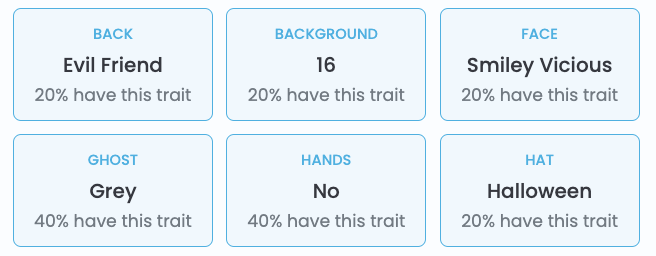 BACK
Evil Friend
20% have this trait
BACKGROUND
16
20% have this trait
FACE
Smiley Vicious
20% have this trait
GHOST
Grey
40% have this trait
HANDS
No
40% have this trait
HAT
Halloween
20% have this trait